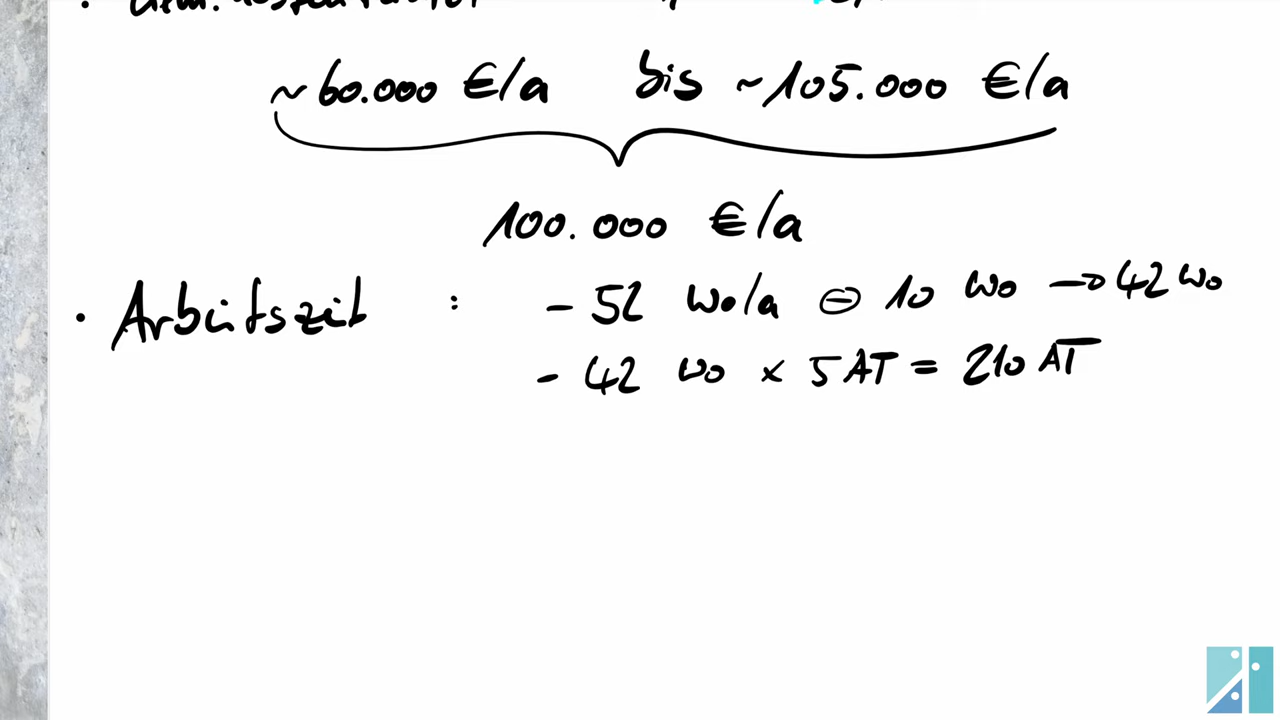 ~60.000 €/a bis ~105.000 €/a
100.000 €/a
• Arbeitszeit : - 52 Wo/a ⊖ 10 Wo → 42 Wo
- 42 Wo x 5 AT = 210 AT